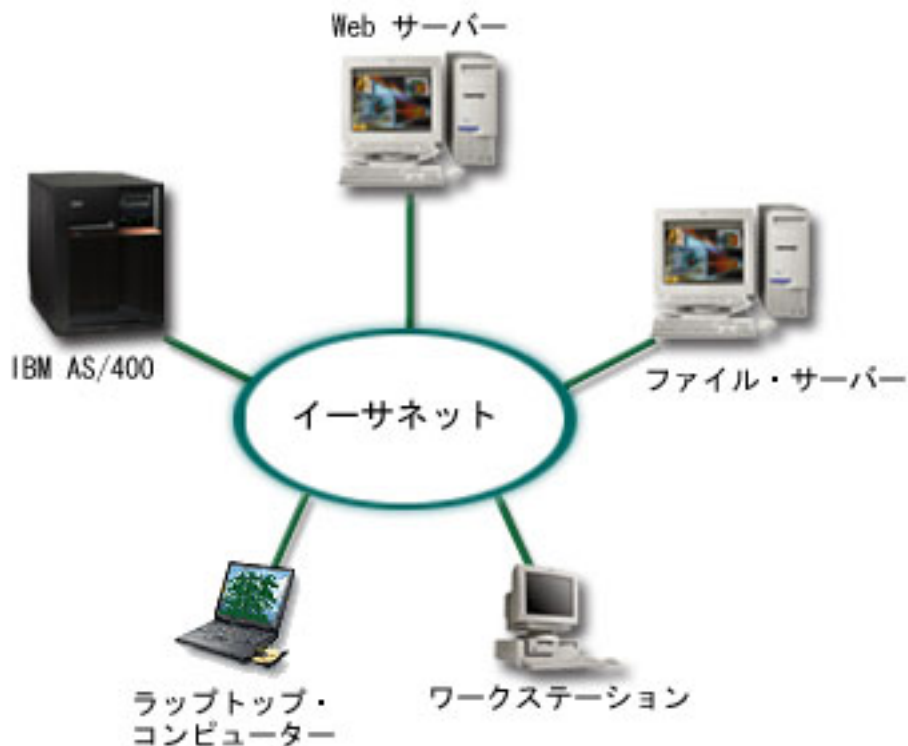 Web サーバー
IBM AS/400
ファイル・サーバー
イーサネット
ラップトップ・
コンピューター
ワークステーション